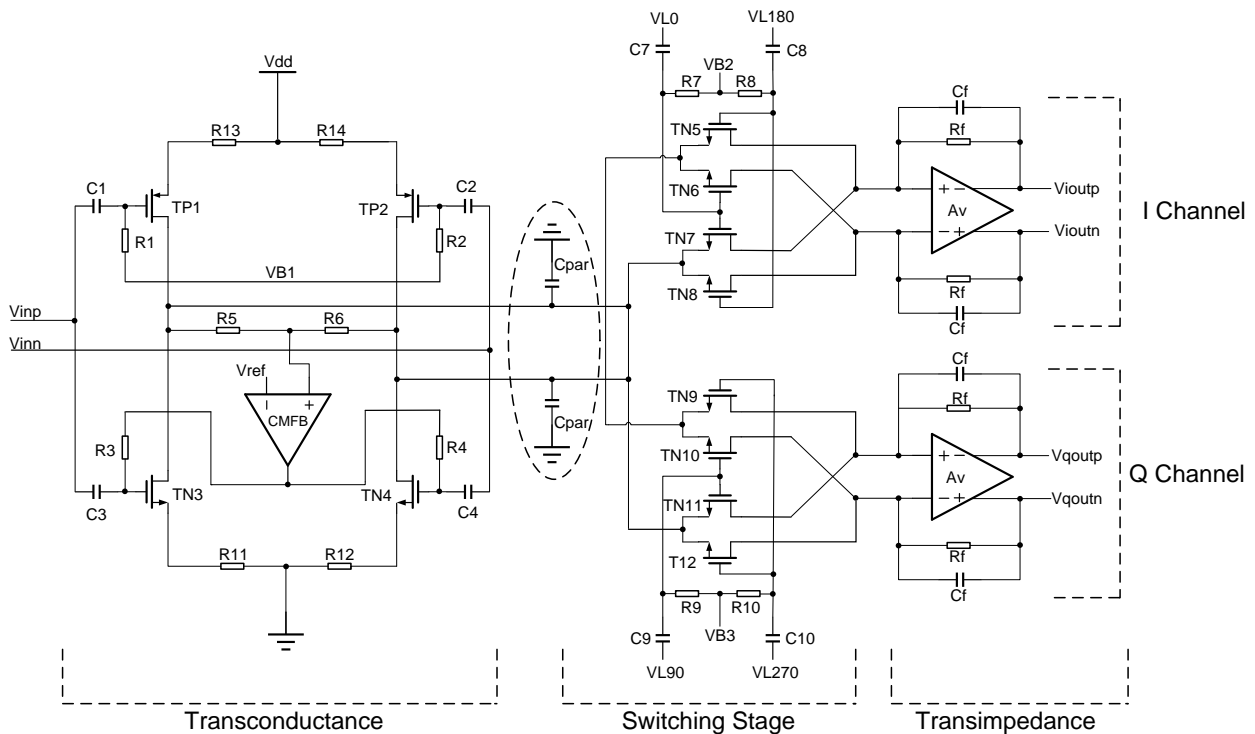 VL0
VL180
C7
C8
Vdd
VB2
R7
R8
R13
R14
TN5
Cf
Rf
C1
C2
TP1
TP2
TN6
Av
Vioutp
I Channel
R1
R2
TN7
Vioutn
Cpar
VB1
TN8
Rf
Vinp
R5
R6
Cf
Vinn
Vref
CMFB
Cf
R3
R4
Cpar
TN9
Rf
TN10
Av
Vqoutp
Q Channel
TN3
TN4
TN11
Vqoutn
C3
C4
T12
Rf
R11
R12
Cf
R9
R10
C9
VB3
C10
VL90
VL270
Transconductance
Switching Stage
Transimpedance